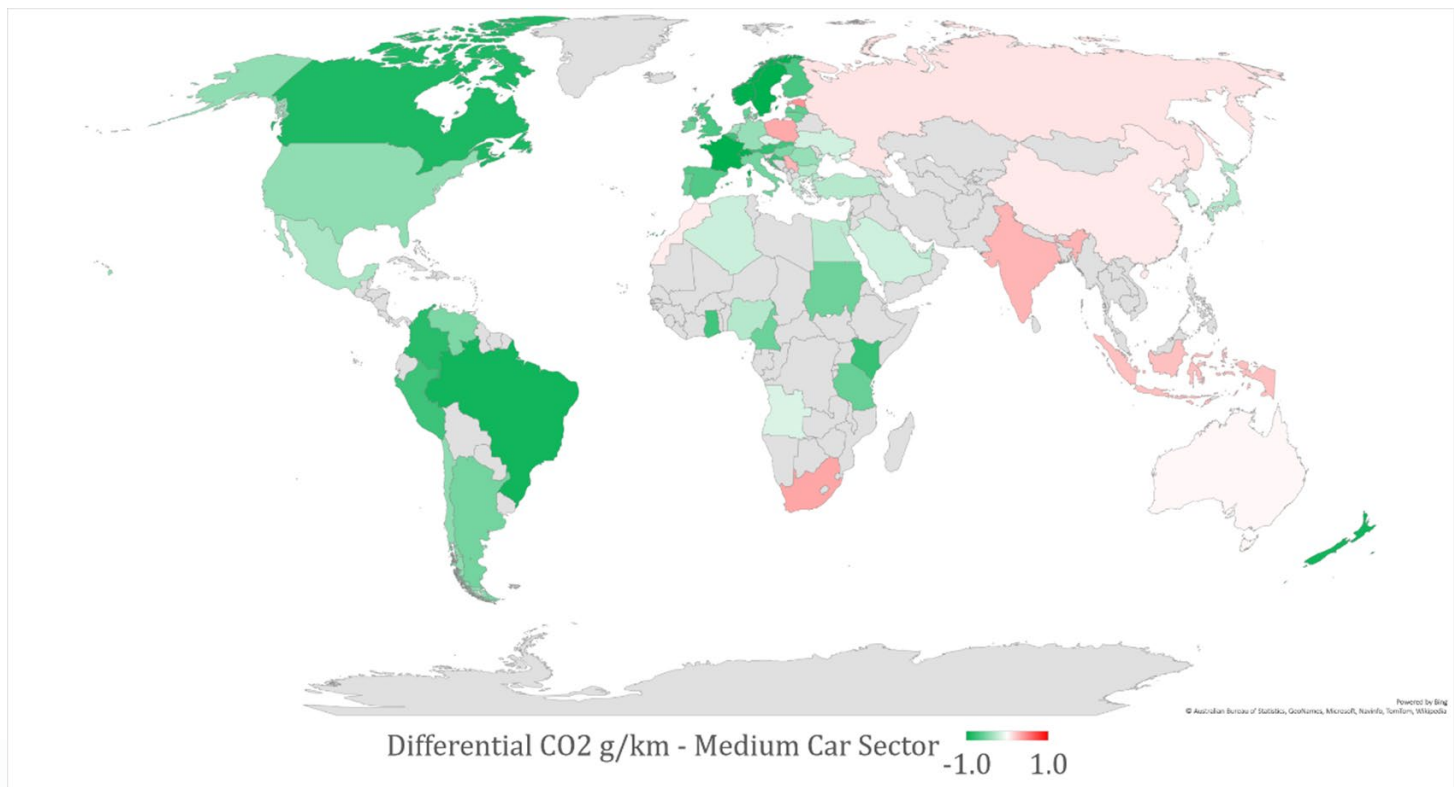 Powered by Bing
© Australian Bureau of Statistics, GeoNames, Microsoft, Navinfo, TomTom, Wikipedia
Differential CO2 g/km - Medium Car Sector
-1.0 1.0